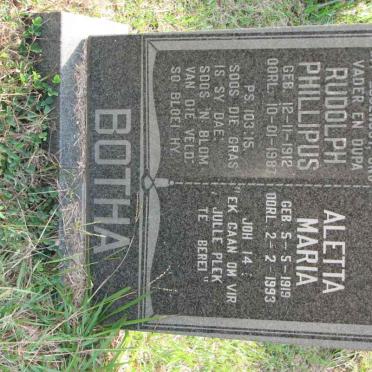 VADER EN OUPA
RUDOLPH
PHILLIPUS
GEB. 12-11-1912
OORL. 10-01-1987
PS. 103:15.
SOOS DIE GRAS
IS SY DAE:
SOOS 'N BLOM
VAN DIE VELD:
SO BLOEI HY.
ALETTA
MARIA
GEB 5-5-1919
OORL 2-2-1993
JOH 14:
EK GAAN OM VIR
JULLE PLEK
TE BEREI"
BOTHA